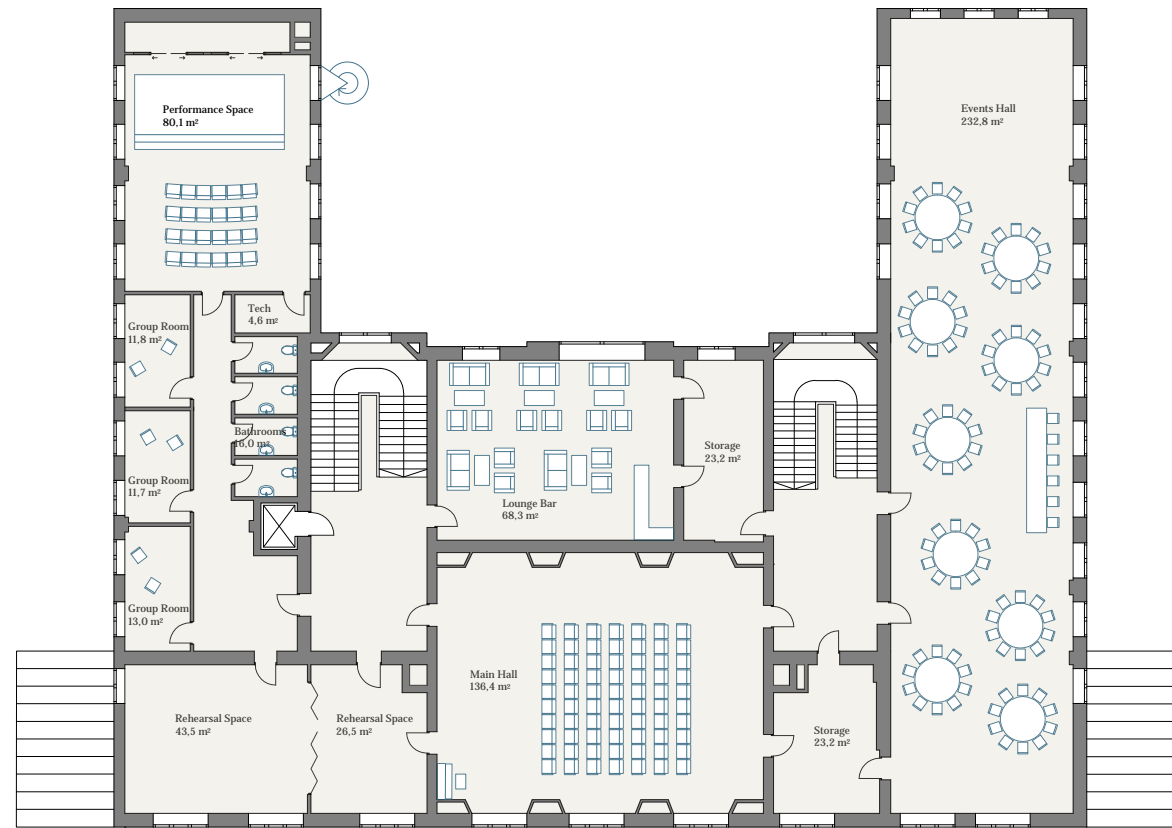 Performance Space
80,1 m²
Events Hall
232,8 m²
Tech
4,6 m²
Group Room
11,8 m²
Bathrooms
16,0 m²
Storage
23,2 m²
Group Room
11,7 m²
Lounge Bar
68,3 m²
Group Room
13,0 m²
Main Hall
136,4 m²
Rehearsal Space
43,5 m²
Rehearsal Space
26,5 m²
Storage
23,2 m²